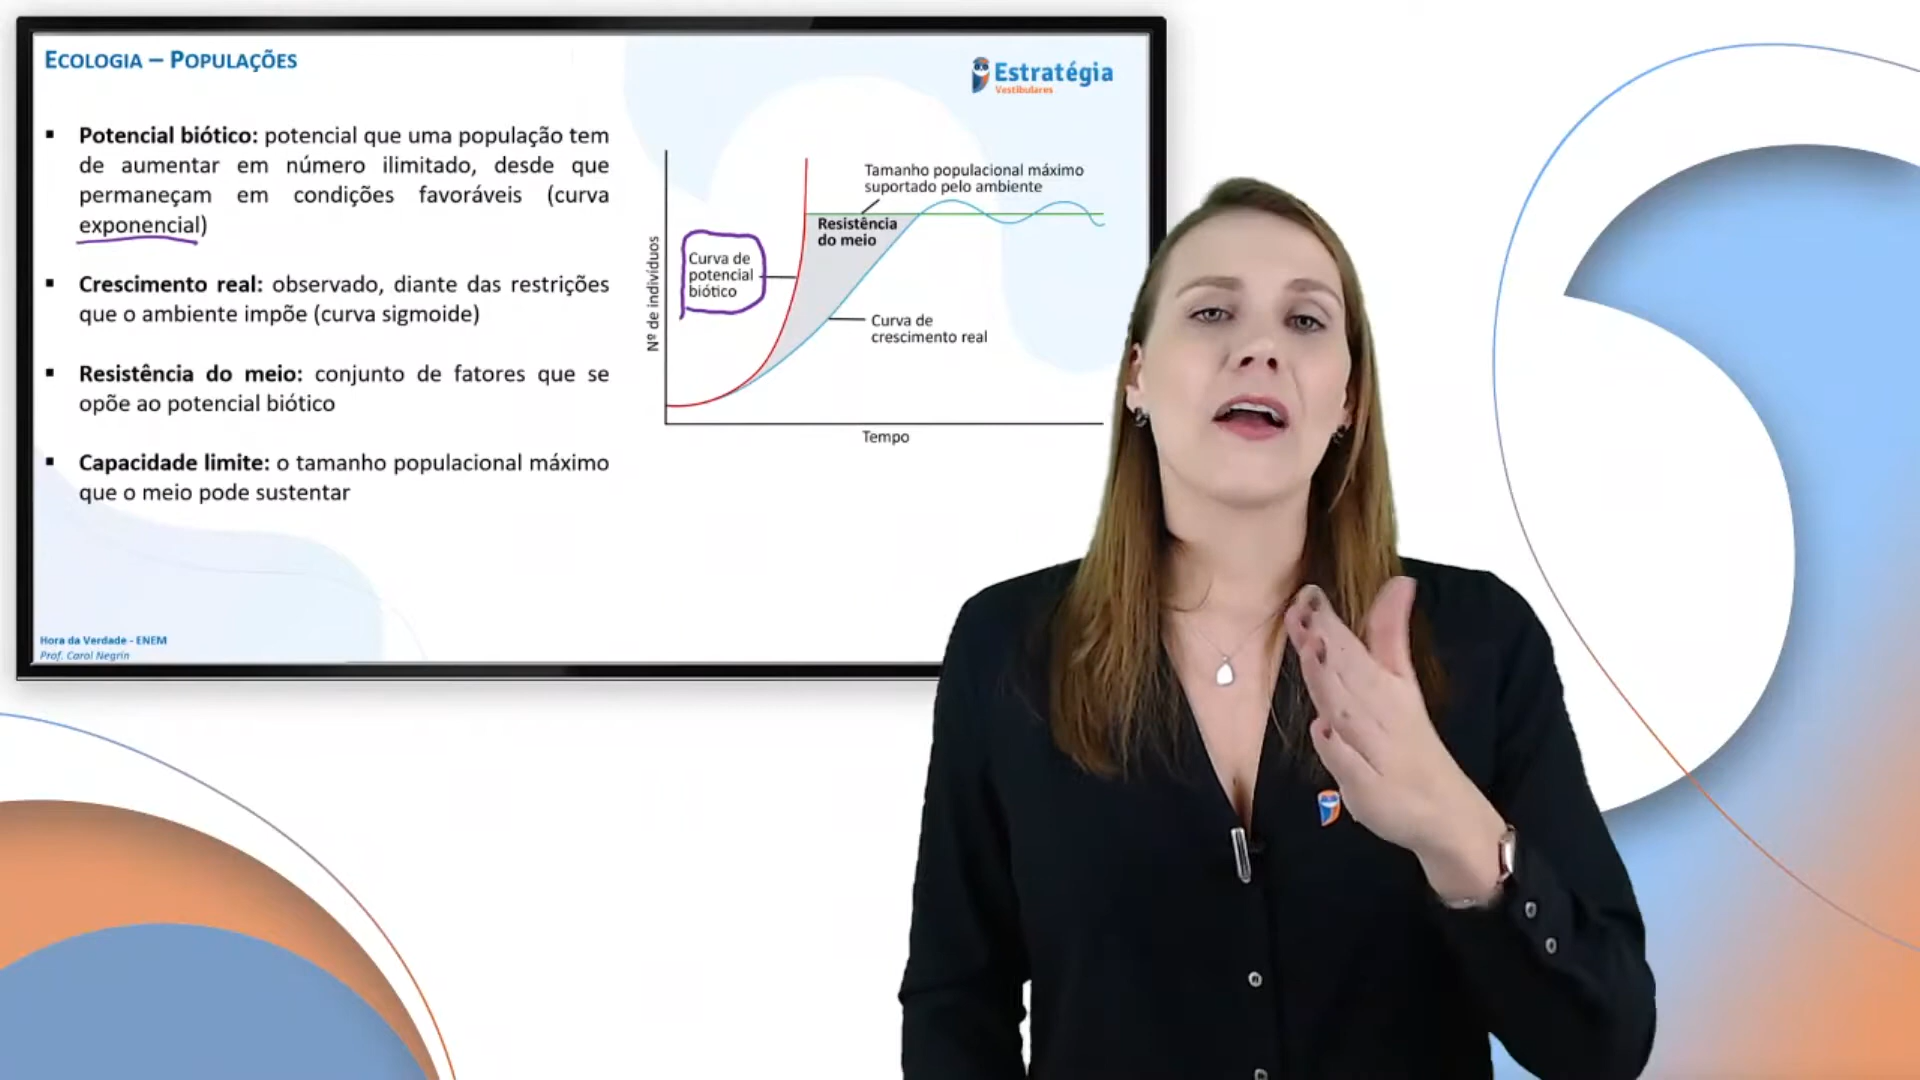 ECOLOGIA – POPULAÇÕES
Estratégia
Vestibulares
▪ Potencial biótico: potencial que uma população tem
de aumentar em número ilimitado, desde que
permaneçam em condições favoráveis (curva
exponencial)
▪ Crescimento real: observado, diante das restrições
que o ambiente impõe (curva sigmoide)
▪ Resistência do meio: conjunto de fatores que se
opõe ao potencial biótico
▪ Capacidade limite: o tamanho populacional máximo
que o meio pode sustentar
Tamanho populacional máximo
suportado pelo ambiente
Resistência
do meio
Curva de
potencial
biótico
Curva de
crescimento real
Nº de indivíduos
Tempo
Hora da Verdade - ENEM
Prof. Carol Negrin